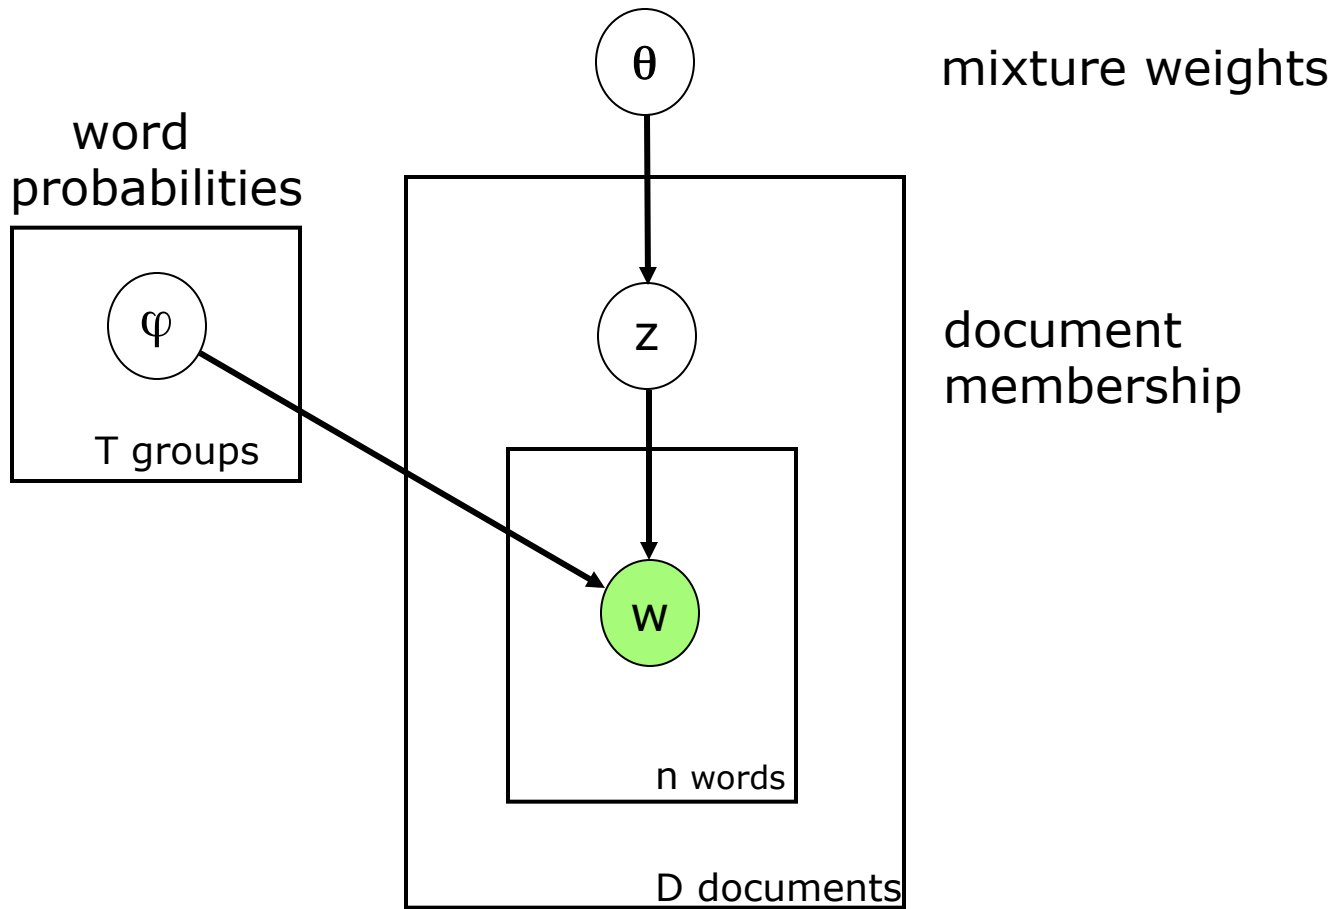 θ
mixture weights
word
probabilities
φ
T groups
z
document
membership
w
n words
D documents